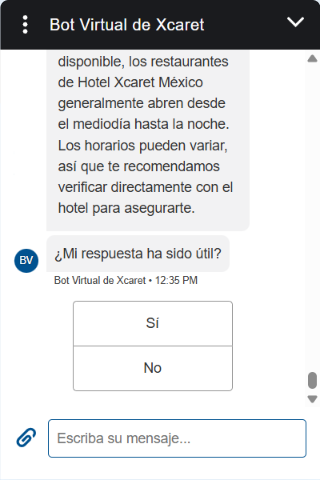 Bot Virtual de Xcaret
disponible, los restaurantes
de Hotel Xcaret México
generalmente abren desde
el mediodía hasta la noche.
Los horarios pueden variar,
así que te recomendamos
verificar directamente con el
hotel para asegurarte.
¿Mi respuesta ha sido útil?
BV
Bot Virtual de Xcaret • 12:35 PM
Sí
No
Escriba su mensaje...